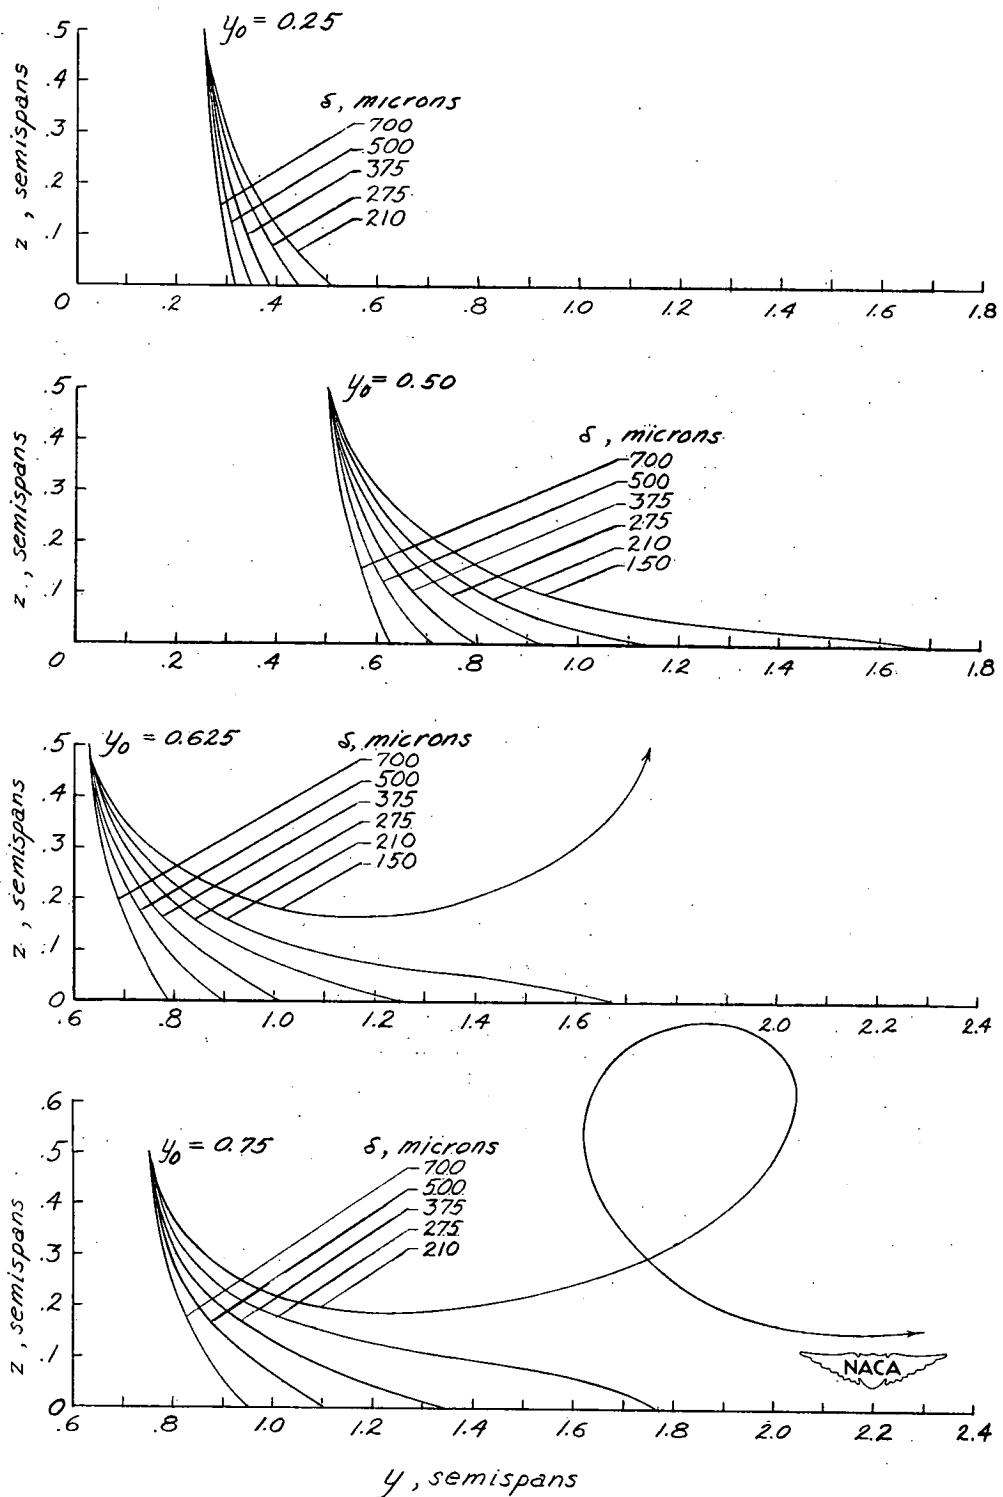 y₀ = 0.25
z, semispans
.5
.4
.3
.2
.1
0
δ, microns
700
500
375
275
210
.2 .4 .6 .8 1.0 1.2 1.4 1.6 1.8
y₀ = 0.50
z, semispans
.5
.4
.3
.2
.1
0
δ, microns
700
500
375
275
210
150
.2 .4 .6 .8 1.0 1.2 1.4 1.6 1.8
y₀ = 0.625
z, semispans
.5
.4
.3
.2
.1
0
δ, microns
700
500
375
275
210
150
.6 .8 1.0 1.2 1.4 1.6 2.0 2.2 2.4
y₀ = 0.75
z, semispans
.6
.5
.4
.3
.2
.1
0
δ, microns
700
500
375
275
210
NACA
.6 .8 1.0 1.2 1.4 1.6 1.8 2.0 2.2 2.4
y, semispans